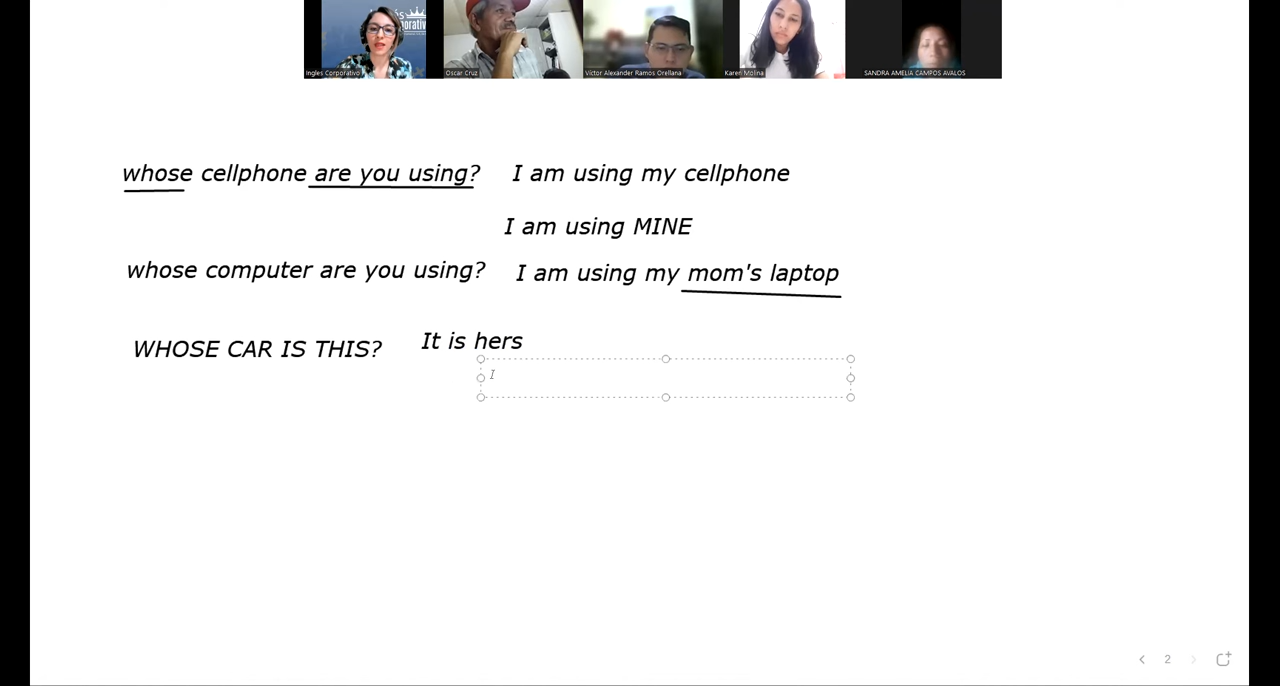 Ingles Corporativo
Oscar Cruz
Víctor Alexander Ramos Orellana
Karen Molina
SANDRA AMELIA CAMPOS AVALOS
whose cellphone are you using? I am using my cellphone
I am using MINE
whose computer are you using? I am using my mom's laptop
WHOSE CAR IS THIS? It is hers
2